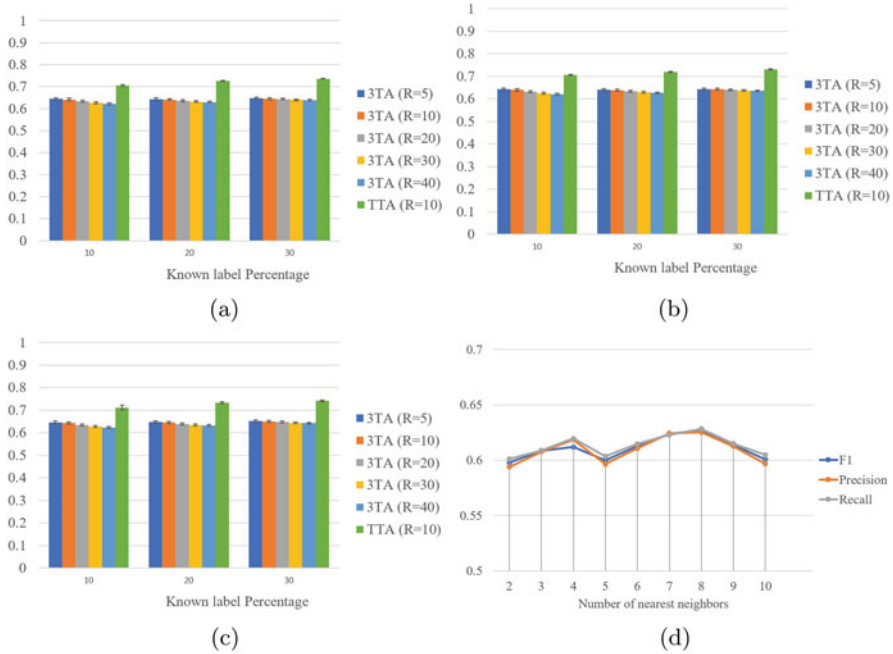 1
0.9
0.8
0.7
0.6
0.5
0.4
0.3
0.2
0.1
0
10 20 30
Known label Percentage
3TA (R=5)
3TA (R=10)
3TA (R=20)
3TA (R=30)
3TA (R=40)
TTA (R=10)
(a)
1
0.9
0.8
0.7
0.6
0.5
0.4
0.3
0.2
0.1
0
10 20 30
Known label Percentage
3TA (R=5)
3TA (R=10)
3TA (R=20)
3TA (R=30)
3TA (R=40)
TTA (R=10)
(b)
1
0.9
0.8
0.7
0.6
0.5
0.4
0.3
0.2
0.1
0
10 20 30
Known label Percentage
3TA (R=5)
3TA (R=10)
3TA (R=20)
3TA (R=30)
3TA (R=40)
TTA (R=10)
(c)
0.7
0.65
0.6
0.55
0.5
2 3 4 5 6 7 8 9 10
Number of nearest neighbors
F1
Precision
Recall
(d)